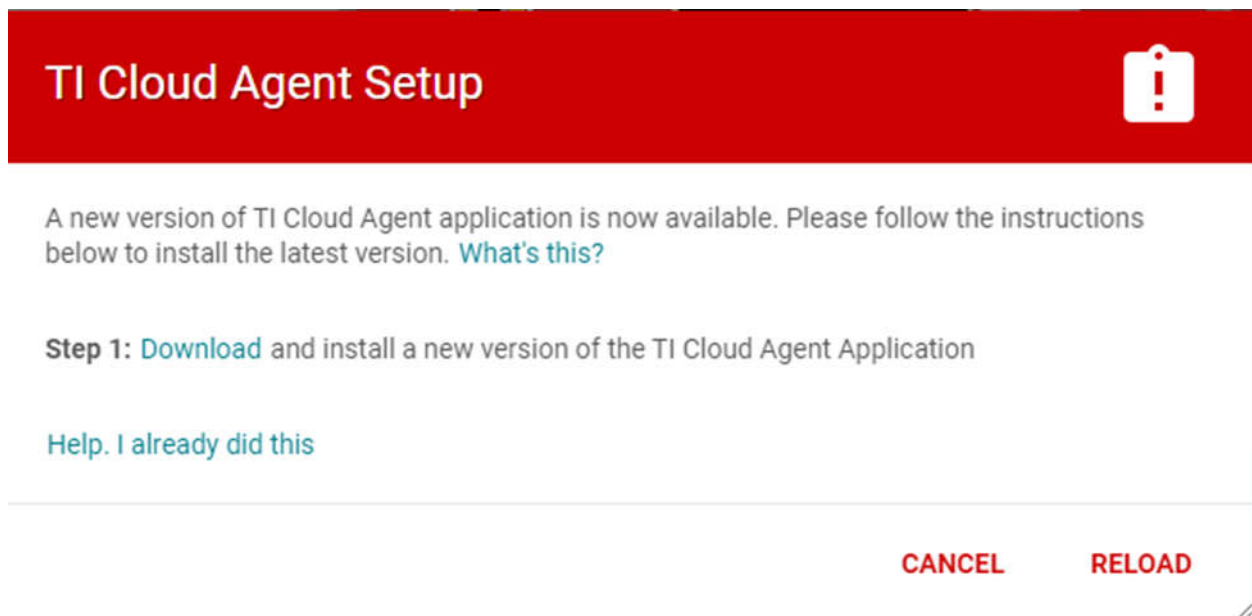 TI Cloud Agent Setup
A new version of TI Cloud Agent application is now available. Please follow the instructions
below to install the latest version. What's this?
Step 1: Download and install a new version of the TI Cloud Agent Application
Help. I already did this
CANCEL RELOAD